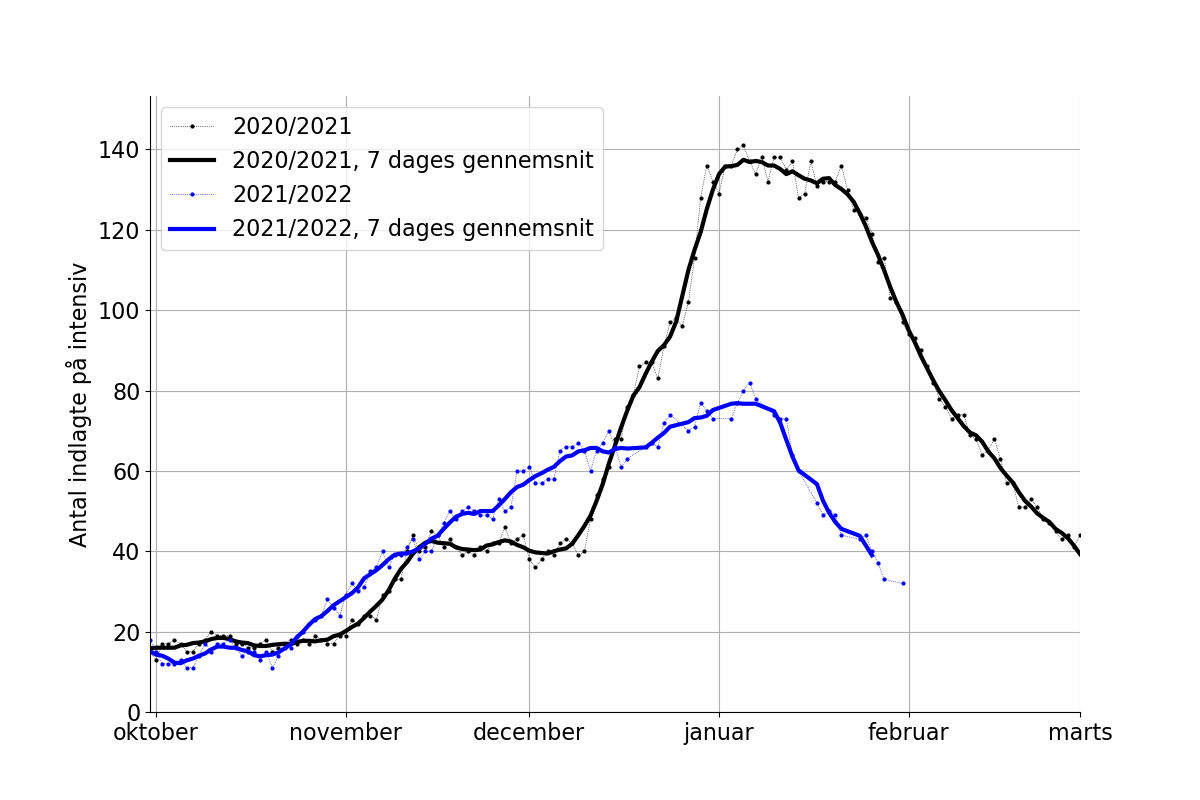 2020/2021
2020/2021, 7 dages gennemsnit
2021/2022
2021/2022, 7 dages gennemsnit
Antal indlagte på intensiv
140
120
100
80
60
40
20
0
oktober november december januar februar marts